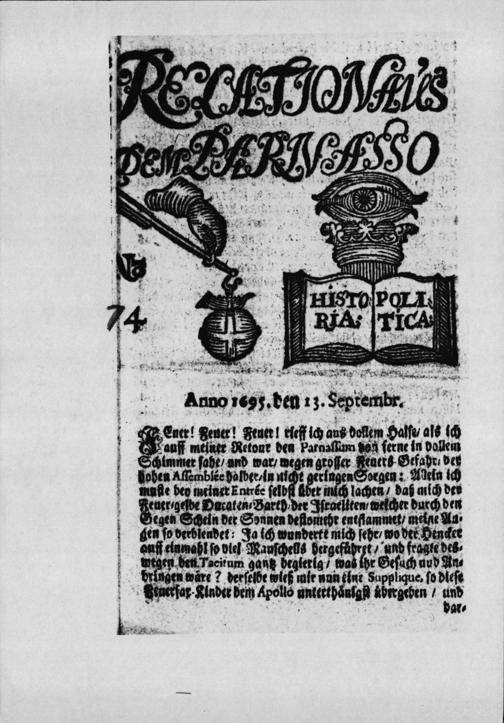 RELATION AUS
DEM PARNASSO
No
74
HISTO POLI
RIA. TICA.
Anno 1695. den 13. Septembr.
FEuer! Feuer! Feuer! rieff ich aus vollem Halse/ als ich
auff meiner Retour den Parnassum von ferne in vollem
Schimmer sahe/ und war/ wegen grosser Feuers-Gefahr/ der
hohen Assemblée halber/ in nicht geringen Sorgen: Allein ich
muste bey meiner Entrée selbst über mich lachen/ daß mich der
Feuer-gelbe Ducaten-Barth/ der Israeliten/ welcher durch den
Gegen-Schein der Sonnen destomehr entflammet/ meine Au-
gen so verblendet: Ja ich wunderte mich sehr/ wo der Hencker
auff einmahl so viel Mauschels hergeführet/ und fragte des-
wegen den Tacitum gantz begierig/ was ihr Gesuch und An-
bringen wäre? derselbe wieß mir nun eine Supplique, so diese
Feuerfax-Kinder dem Apollo unterthänigst übergeben/ und
dar-